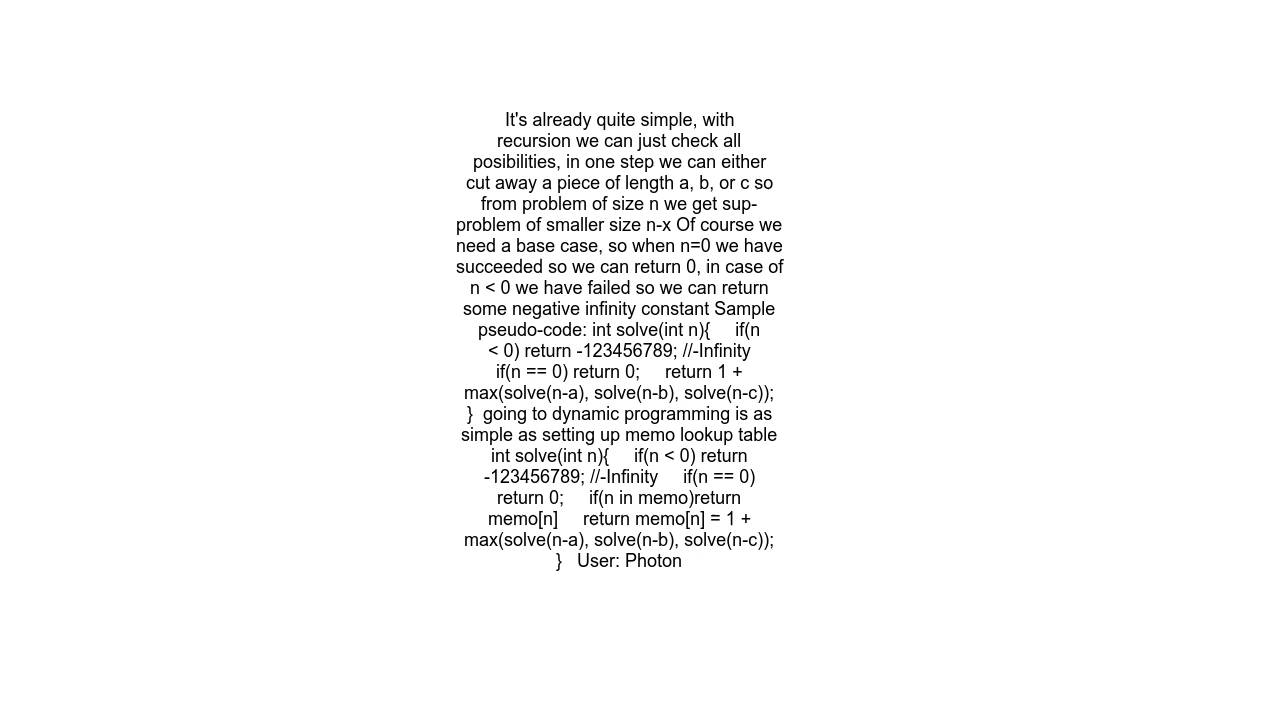 It's already quite simple, with
recursion we can just check all
posibilities, in one step we can either
cut away a piece of length a, b, or c so
from problem of size n we get sup-
problem of smaller size n-x Of course we
need a base case, so when n=0 we have
succeeded so we can return 0, in case of
n < 0 we have failed so we can return
some negative infinity constant Sample
pseudo-code: int solve(int n){     if(n
< 0) return -123456789; //-Infinity
if(n == 0) return 0;     return 1 +
max(solve(n-a), solve(n-b), solve(n-c));
}  going to dynamic programming is as
simple as setting up memo lookup table
int solve(int n){     if(n < 0) return
-123456789; //-Infinity     if(n == 0)
return 0;     if(n in memo)return
memo[n]     return memo[n] = 1 +
max(solve(n-a), solve(n-b), solve(n-c));
}   User: Photon